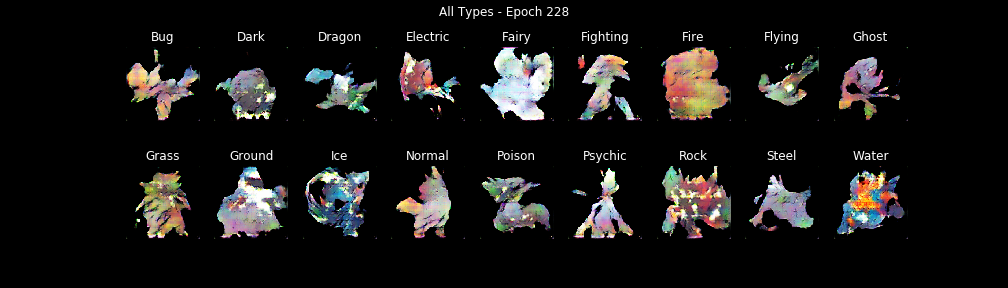 All Types - Epoch 228
Bug Dark Dragon Electric Fairy Fighting Fire Flying Ghost
Grass Ground Ice Normal Poison Psychic Rock Steel Water